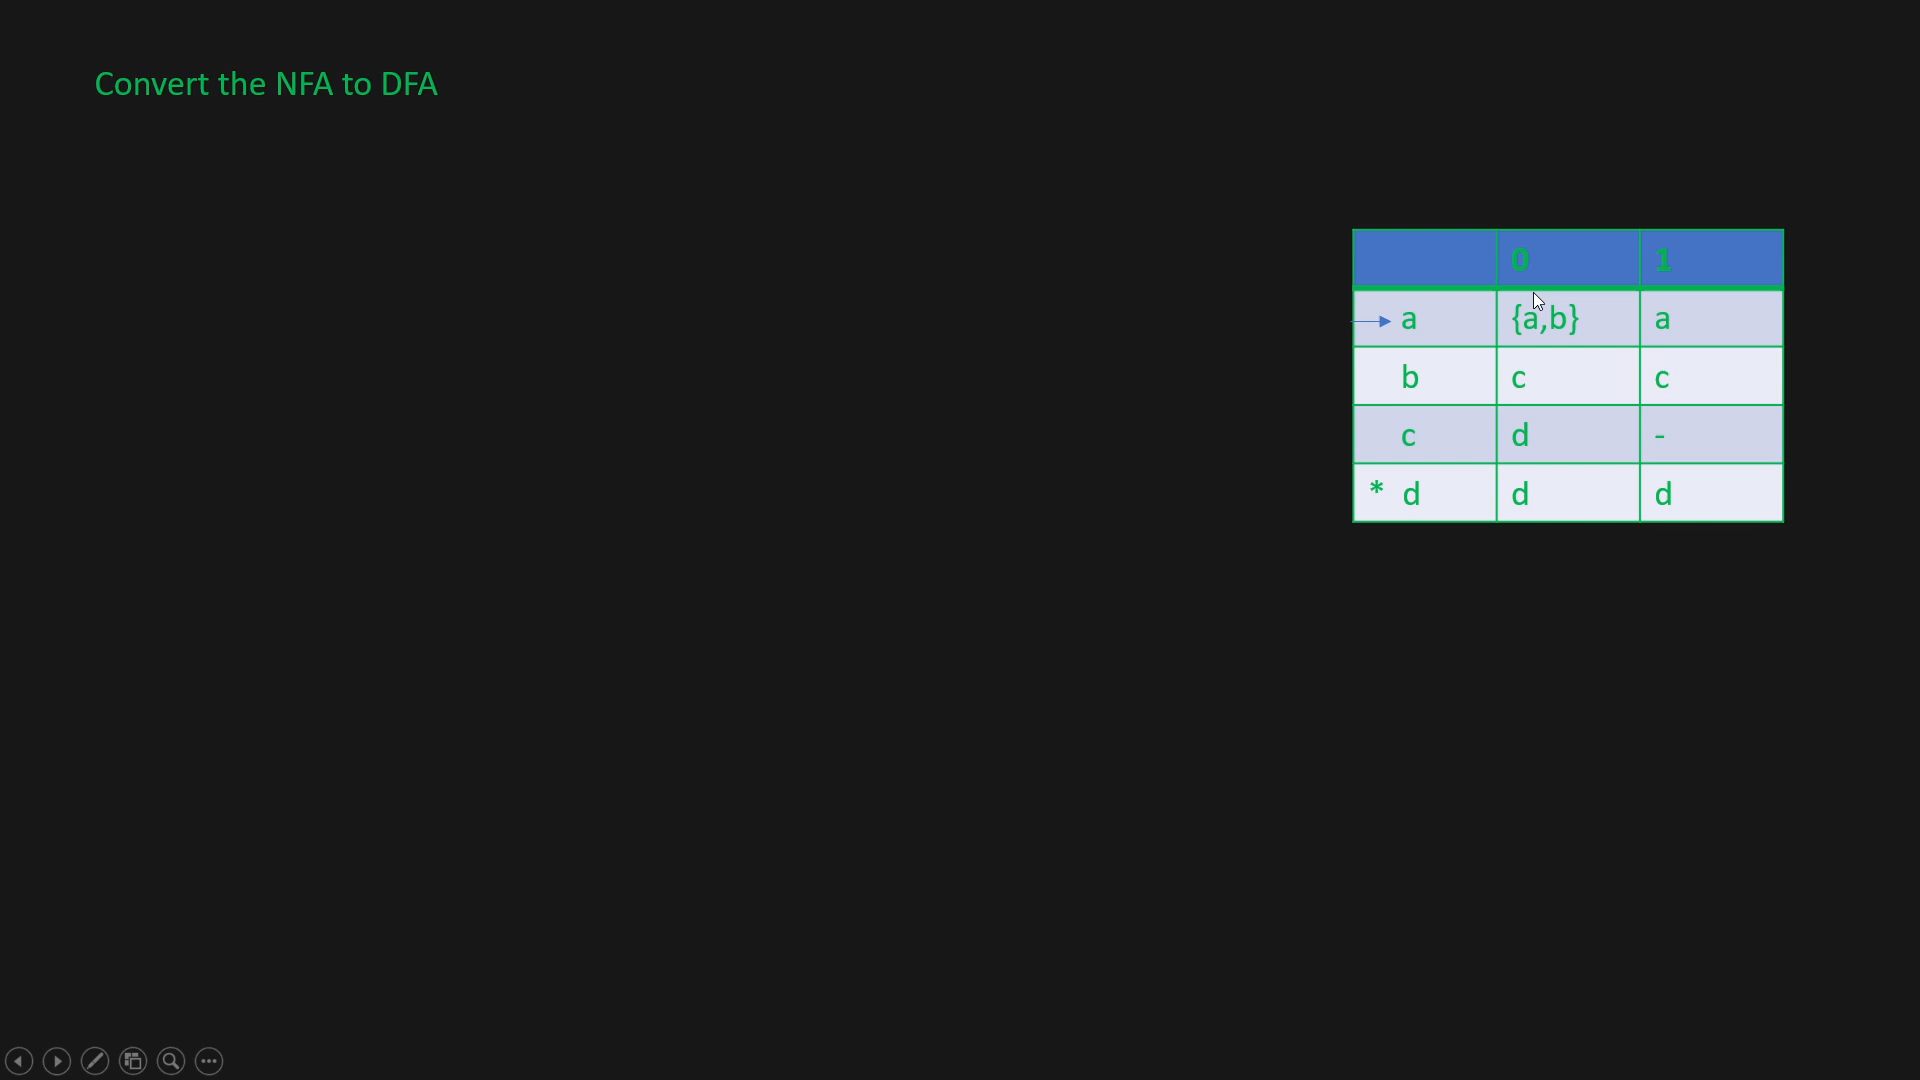 Convert the NFA to DFA
0 1
a {a,b} a
b c c
c d -
* d d d